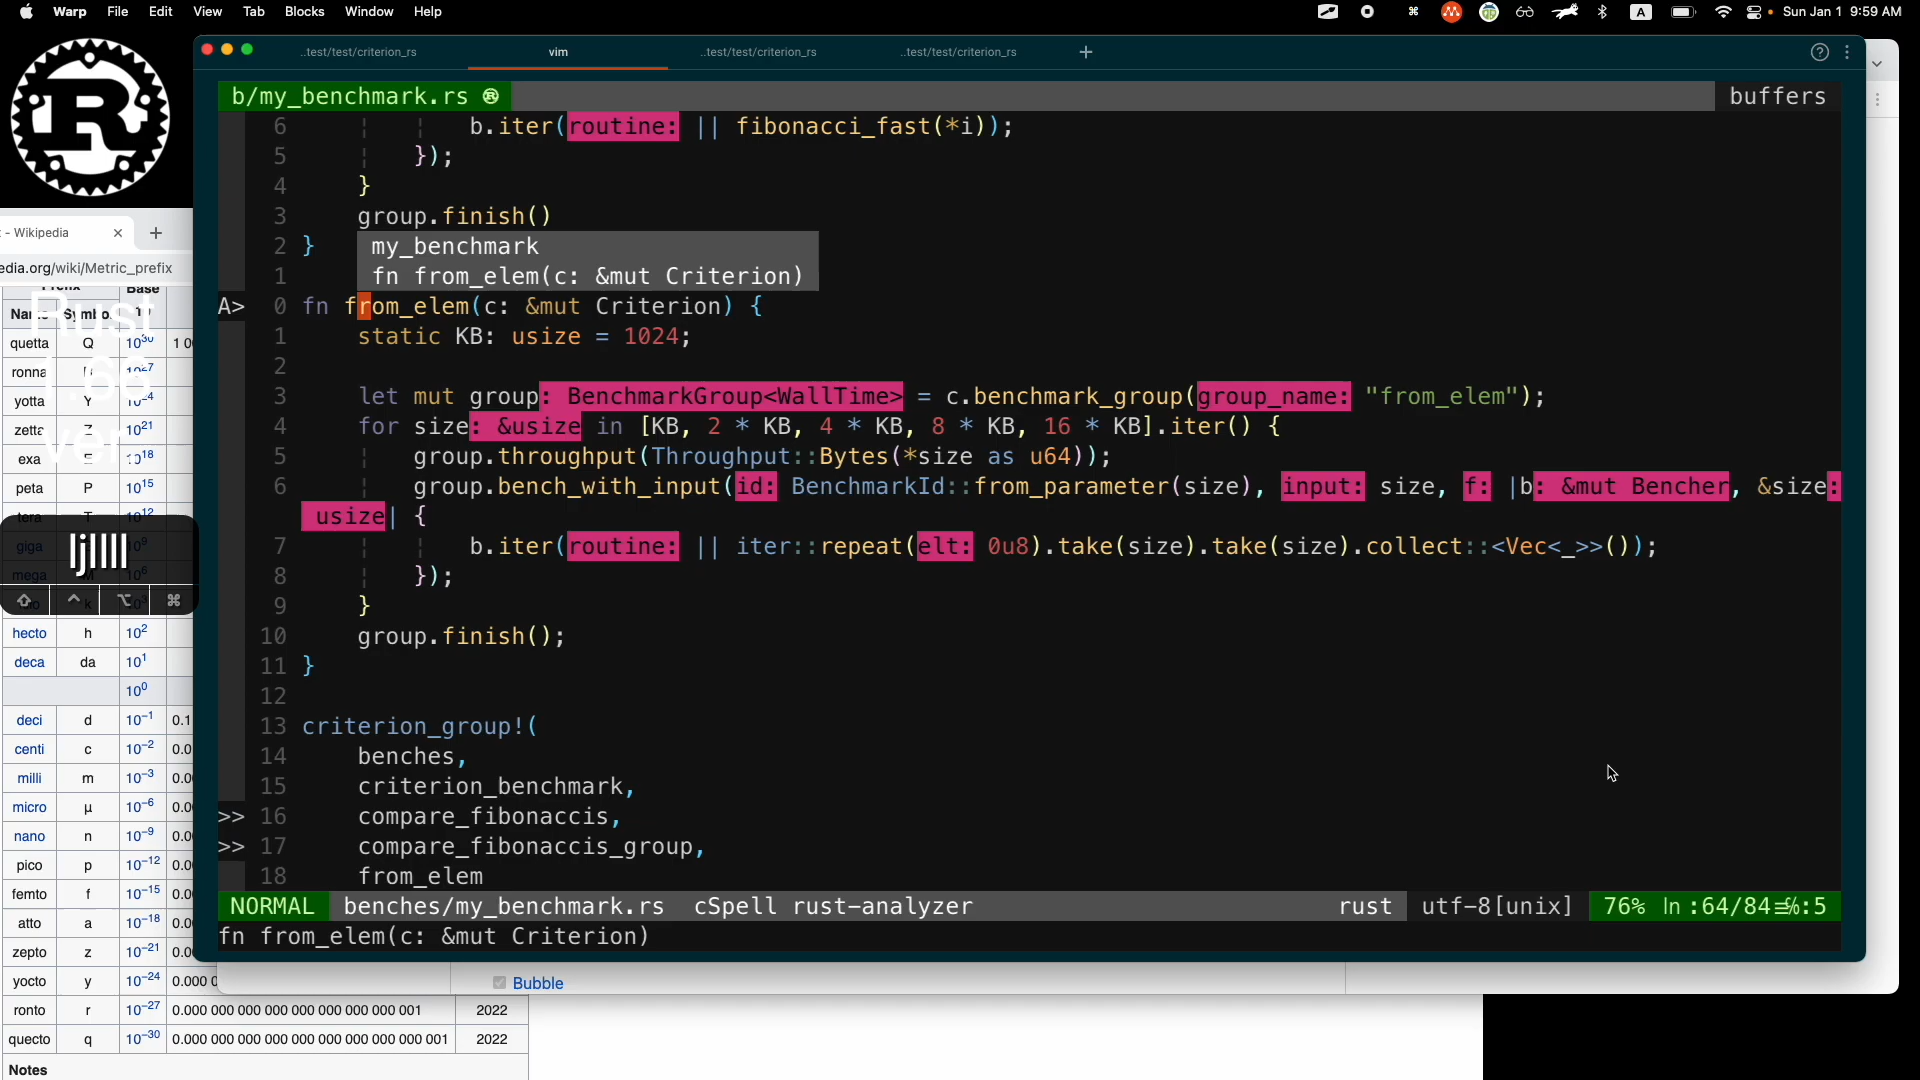 Warp File Edit View Tab Blocks Window Help
A
Sun Jan 1 9:59 AM
..test/test/criterion_rs
vim
..test/test/criterion_rs
..test/test/criterion_rs
+
R
b/my_benchmark.rs ®
buffers
6 b.iter(routine: || fibonacci_fast(*i));
5 });
4 }
3 group.finish()
2 }
my_benchmark
1 fn from_elem(c: &mut Criterion)
A> 0 fn from_elem(c: &mut Criterion) {
1 static KB: usize = 1024;
2
3 let mut group: BenchmarkGroup<WallTime> = c.benchmark_group(group_name: "from_elem");
4 for size: &usize in [KB, 2 * KB, 4 * KB, 8 * KB, 16 * KB].iter() {
5 group.throughput(Throughput::Bytes(*size as u64));
6 group.bench_with_input(id: BenchmarkId::from_parameter(size), input: size, f: |b: &mut Bencher, &size:
usize| {
7 b.iter(routine: || iter::repeat(elt: 0u8).take(size).take(size).collect::<Vec<_>>());
8 });
9 }
10 group.finish();
11 }
12
13 criterion_group!(
14 benches,
15 criterion_benchmark,
>> 16 compare_fibonaccis,
>> 17 compare_fibonaccis_group,
18 from_elem
NORMAL benches/my_benchmark.rs cSpell rust-analyzer rust utf-8[unix] 76% ln :64/84≡℅:5
fn from_elem(c: &mut Criterion)
- Wikipedia × +
edia.org/wiki/Metric_prefix
Base
Rust
1.66
ver.
quetta Q 10³⁰
ronna
yotta Y
zetta 10²¹
exa E 10¹⁸
peta P 10¹⁵
tera T 10¹²
giga
mega M
ljllll
⇧ ^ ⌥ ⌘
hecto h 10²
deca da 10¹
10⁰
deci d 10⁻¹ 0.1
centi c 10⁻² 0.0
milli m 10⁻³ 0.0
micro μ 10⁻⁶ 0.0
nano n 10⁻⁹ 0.0
pico p 10⁻¹² 0.0
femto f 10⁻¹⁵ 0.0
atto a 10⁻¹⁸ 0.0
zepto z 10⁻²¹ 0.0
yocto y 10⁻²⁴ 0.000 0
ronto r 10⁻²⁷ 0.000 000 000 000 000 000 000 000 001 2022
quecto q 10⁻³⁰ 0.000 000 000 000 000 000 000 000 000 001 2022
Notes
Bubble